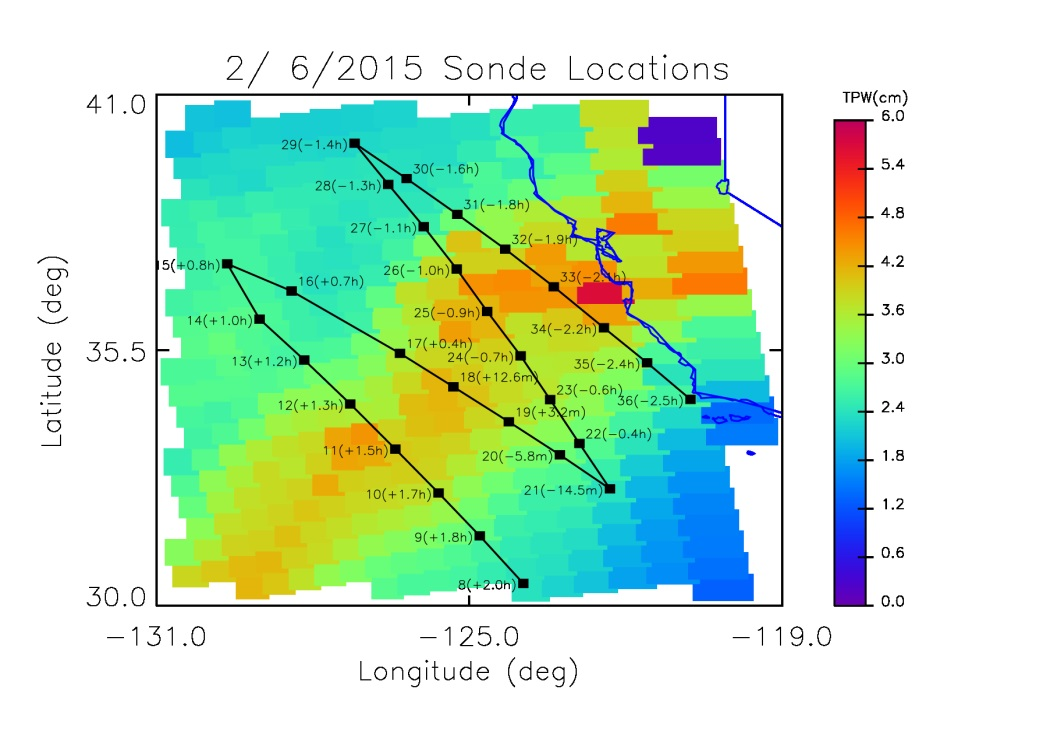 2/ 6/2015 Sonde Locations
TPW(cm)
41.0
35.5
30.0
Latitude (deg)
−131.0
−125.0
−119.0
Longitude (deg)
6.0
5.4
4.8
4.2
3.6
3.0
2.4
1.8
1.2
0.6
0.0
29(−1.4h)
30(−1.6h)
28(−1.3h)
31(−1.8h)
27(−1.1h)
32(−1.9h)
15(+0.8h)
26(−1.0h)
16(+0.7h)
33(−2.1h)
25(−0.9h)
14(+1.0h)
34(−2.2h)
17(+0.4h)
24(−0.7h)
13(+1.2h)
35(−2.4h)
18(+12.6m)
23(−0.6h)
36(−2.5h)
12(+1.3h)
19(+3.2m)
22(−0.4h)
11(+1.5h)
20(−5.8m)
21(−14.5m)
10(+1.7h)
9(+1.8h)
8(+2.0h)